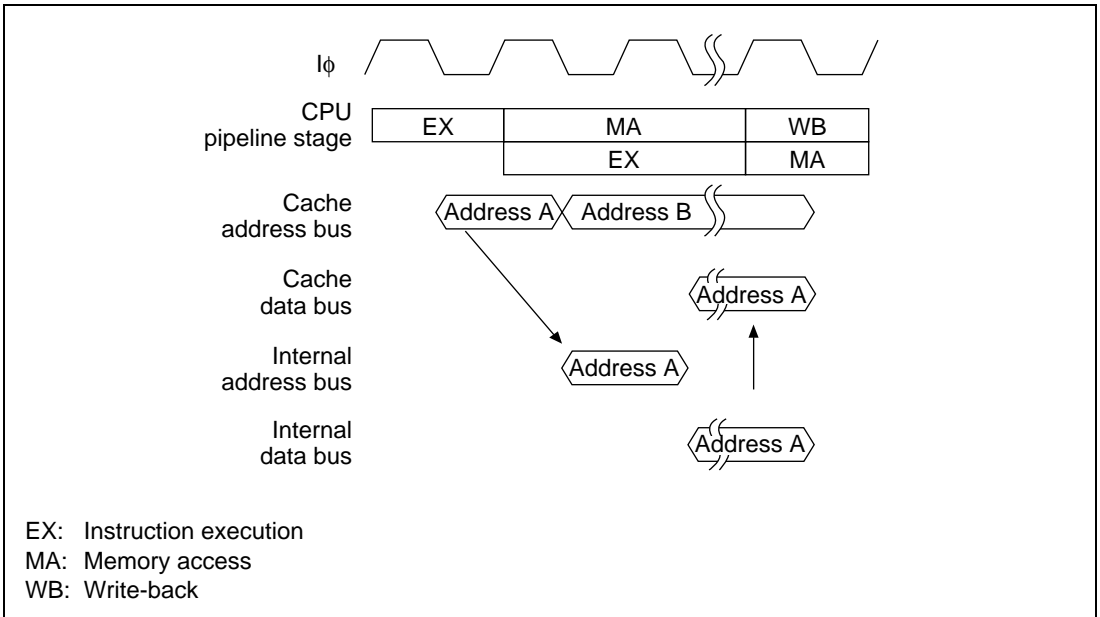 Iϕ
CPU
pipeline stage
EX MA WB
EX MA
Cache
address bus
Address A Address B
Cache
data bus
Address A
Internal
address bus
Address A
Internal
data bus
Address A
EX: Instruction execution
MA: Memory access
WB: Write-back